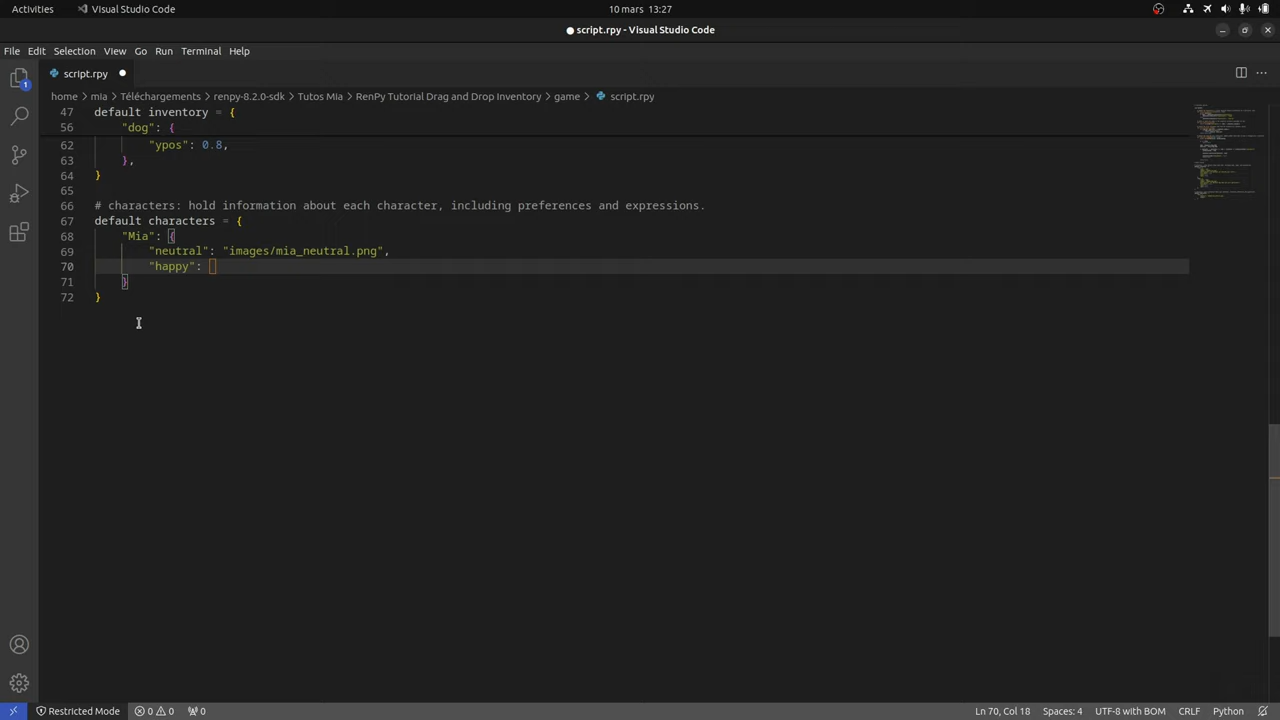 Activities
Visual Studio Code
10 mars 13:27
● script.rpy - Visual Studio Code
File Edit Selection View Go Run Terminal Help
script.rpy
home > mia > Téléchargements > renpy-8.2.0-sdk > Tutos Mia > RenPy Tutorial Drag and Drop Inventory > game > script.rpy
47 default inventory = {
56 "dog": {
62 "ypos": 0.8,
63 },
64 }
65
66 # characters: hold information about each character, including preferences and expressions.
67 default characters = {
68 "Mia": {
69 "neutral": "images/mia_neutral.png",
70 "happy":
71 }
72 }
1
Restricted Mode 0 0 0
Ln 70, Col 18 Spaces: 4 UTF-8 with BOM CRLF Python